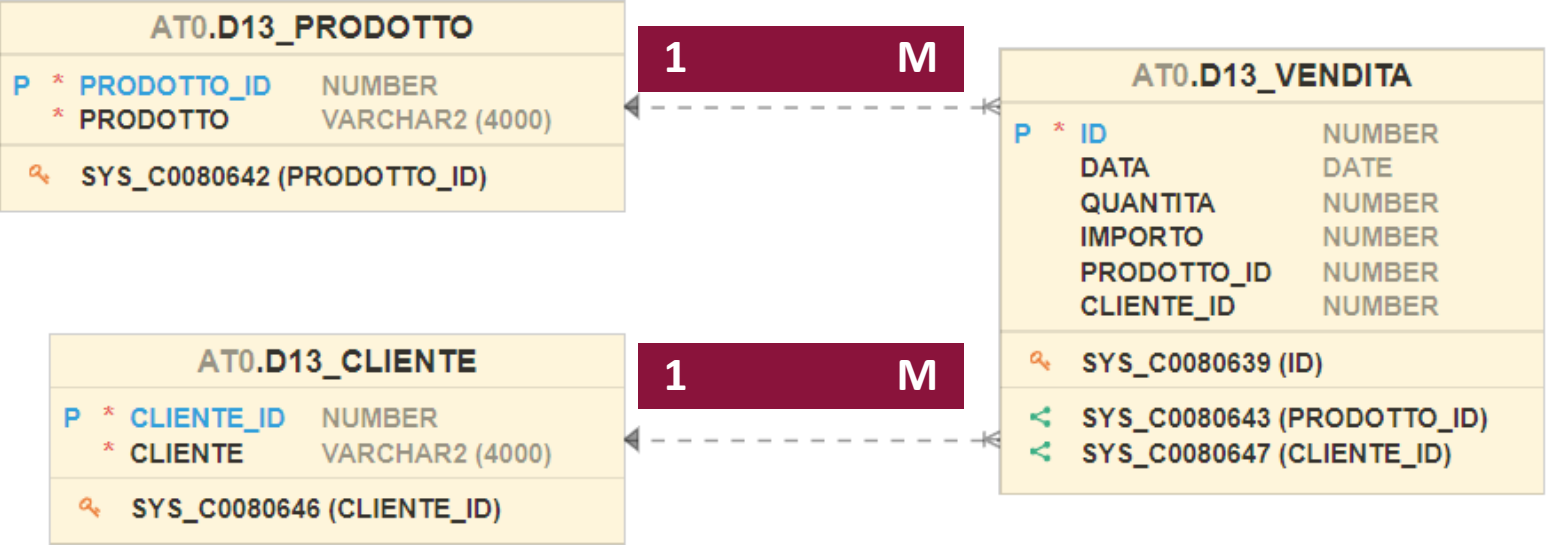 AT0.D13_PRODOTTO
P * PRODOTTO_ID NUMBER
* PRODOTTO VARCHAR2 (4000)
SYS_C0080642 (PRODOTTO_ID)
1 M
AT0.D13_VENDITA
P * ID NUMBER
DATA DATE
QUANTITA NUMBER
IMPORTO NUMBER
PRODOTTO_ID NUMBER
CLIENTE_ID NUMBER
SYS_C0080639 (ID)
SYS_C0080643 (PRODOTTO_ID)
SYS_C0080647 (CLIENTE_ID)
AT0.D13_CLIENTE
P * CLIENTE_ID NUMBER
* CLIENTE VARCHAR2 (4000)
SYS_C0080646 (CLIENTE_ID)
1 M